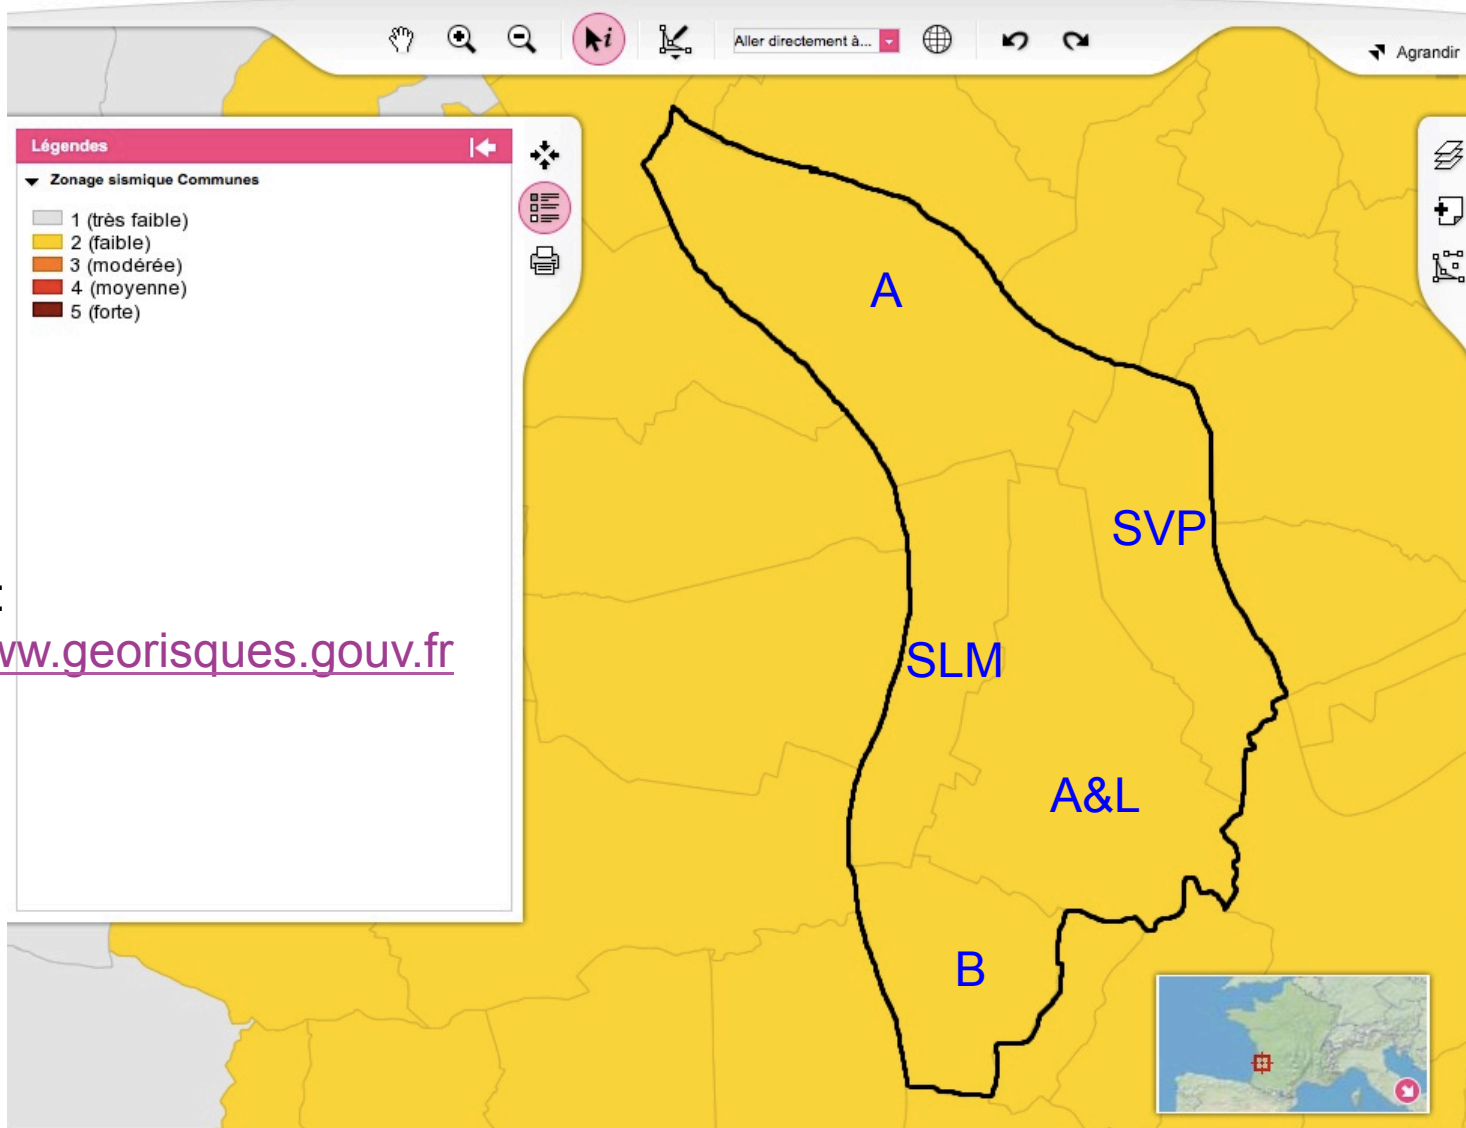 Aller directement à...
Agrandir
Légendes
Zonage sismique Communes
1 (très faible)
2 (faible)
3 (modérée)
4 (moyenne)
5 (forte)
A
SVP
:
ww.georisques.gouv.fr
SLM
A&L
B